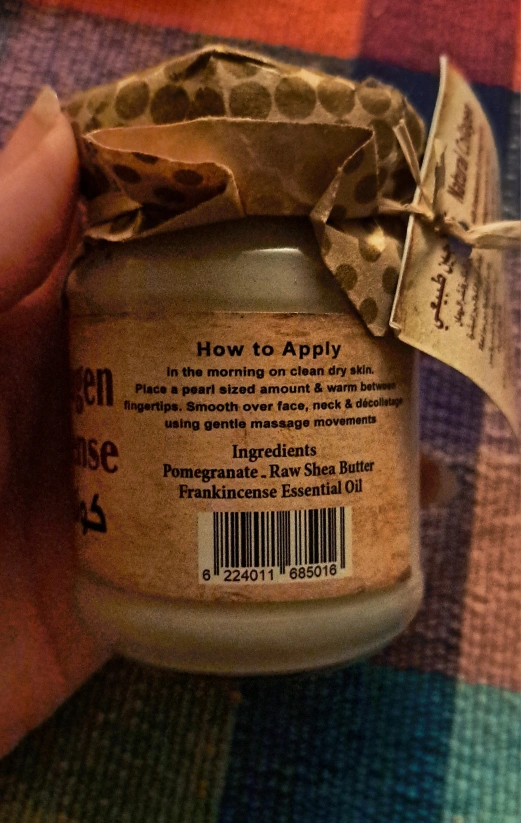 How to Apply
in the morning on clean dry skin.
Place a pearl sized amount & warm between
fingertips. Smooth over face, neck & décolletage
using gentle massage movements
Ingredients
Pomegranate - Raw Shea Butter
Frankincense Essential Oil
6 224011 685016
gen
nse
كو
Natural Collagen
طبيعي